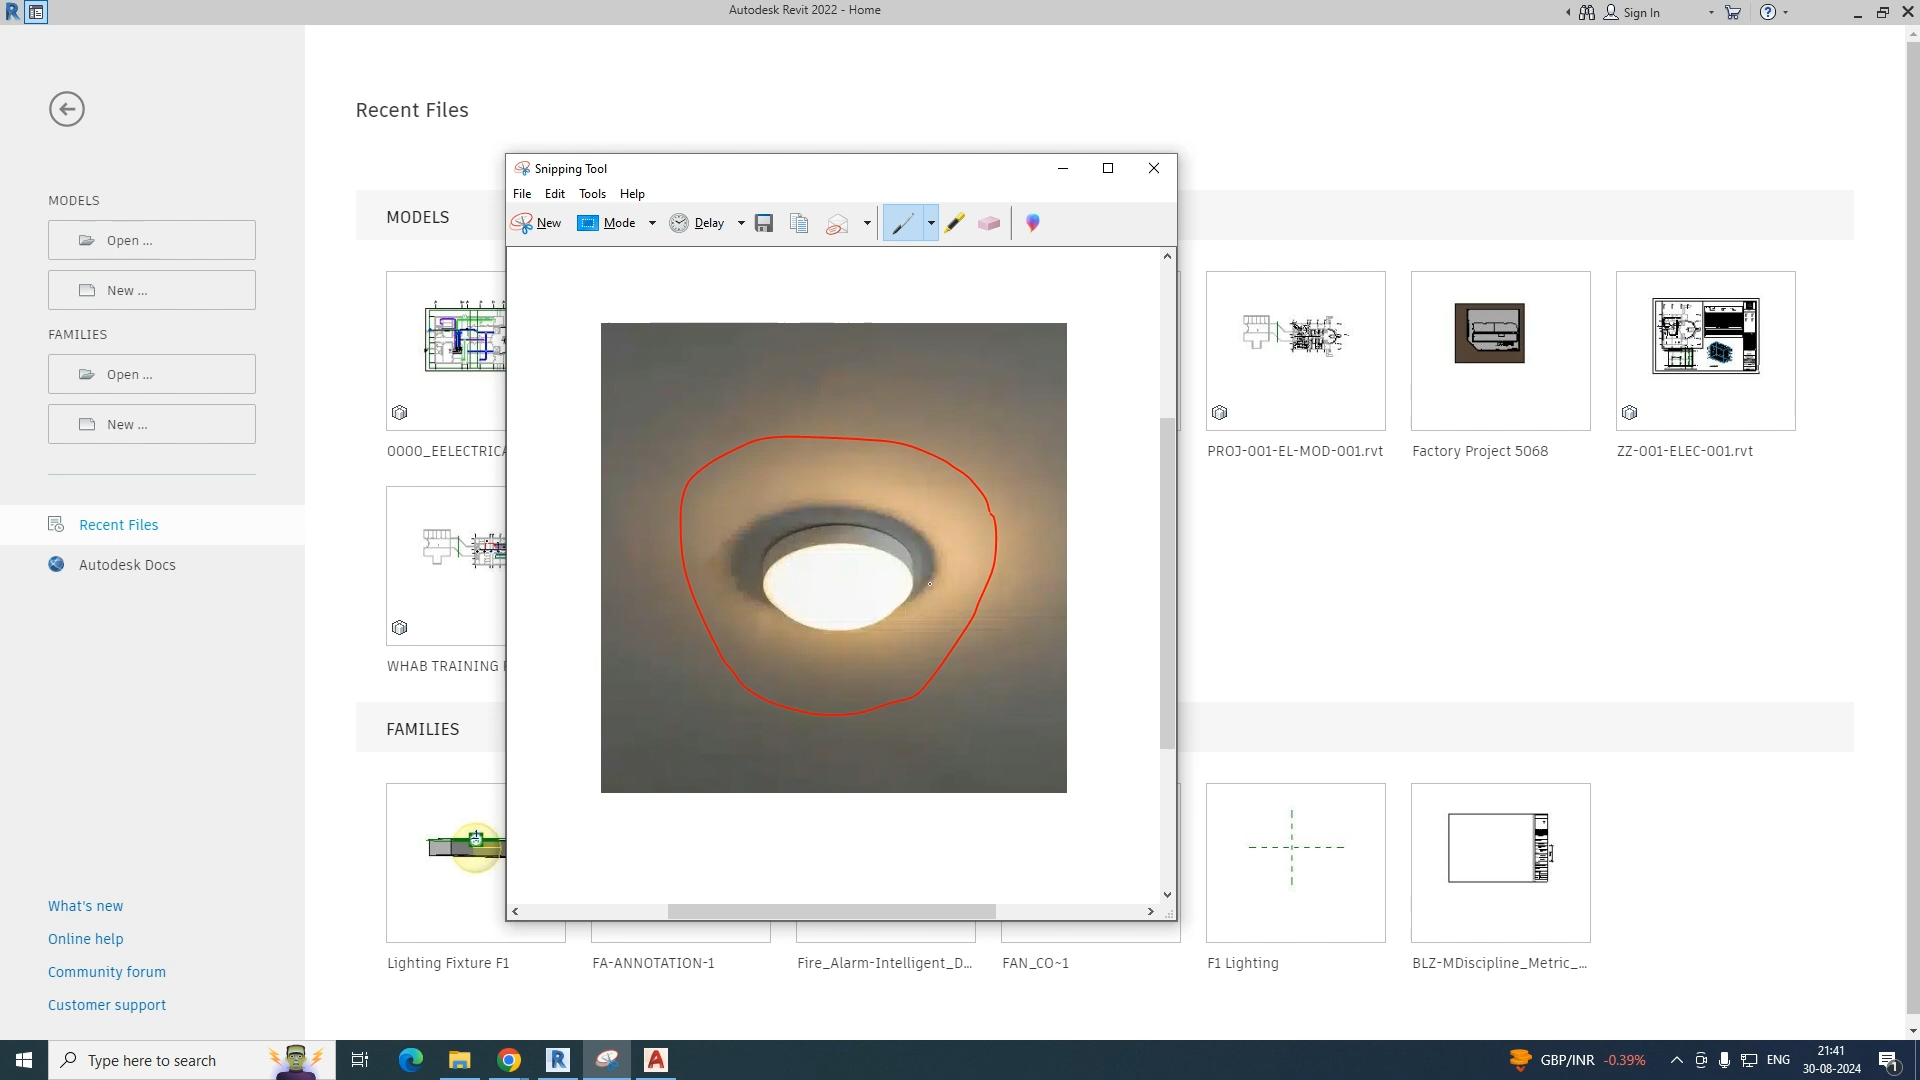 Autodesk Revit 2022 - Home
Sign In
Recent Files
MODELS
Open ...
New ...
FAMILIES
Open ...
New ...
Recent Files
Autodesk Docs
What's new
Online help
Community forum
Customer support
MODELS
OOOO_EELECTRICA
PROJ-001-EL-MOD-001.rvt
Factory Project 5068
ZZ-001-ELEC-001.rvt
WHAB TRAINING
FAMILIES
Lighting Fixture F1
FA-ANNOTATION-1
Fire_Alarm-Intelligent_D...
FAN_CO~1
F1 Lighting
BLZ-MDiscipline_Metric_...
Snipping Tool
File Edit Tools Help
New Mode Delay
Type here to search
GBP/INR -0.39%
ENG
21:41
30-08-2024
1